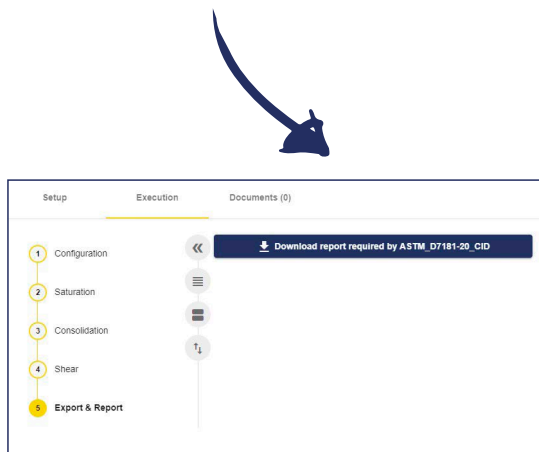 Setup Execution Documents (0)
Download report required by ASTM_D7181-20_CID
1 Configuration
2 Saturation
3 Consolidation
4 Shear
5 Export & Report